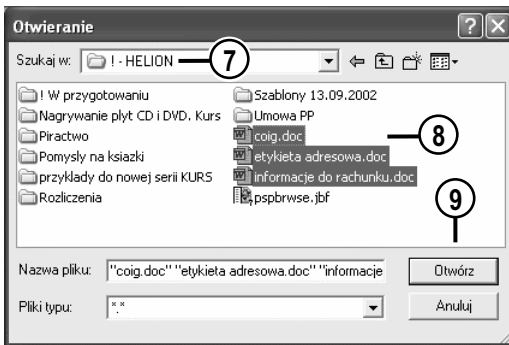 Otwieranie
Szukaj w: ! - HELION 7
! W przygotowaniu
Nagrywanie plyt CD i DVD. Kurs
Piractwo
Pomysly na ksiazki
przyklady do nowej serii KURS
Rozliczenia
Szablony 13.09.2002
Umowa PP
coig.doc 8
etykieta adresowa.doc
informacje do rachunku.doc
pspbrwse.jbf
9
Nazwa pliku: "coig.doc" "etykieta adresowa.doc" "informacje Otwórz
Pliki typu: *.* Anuluj